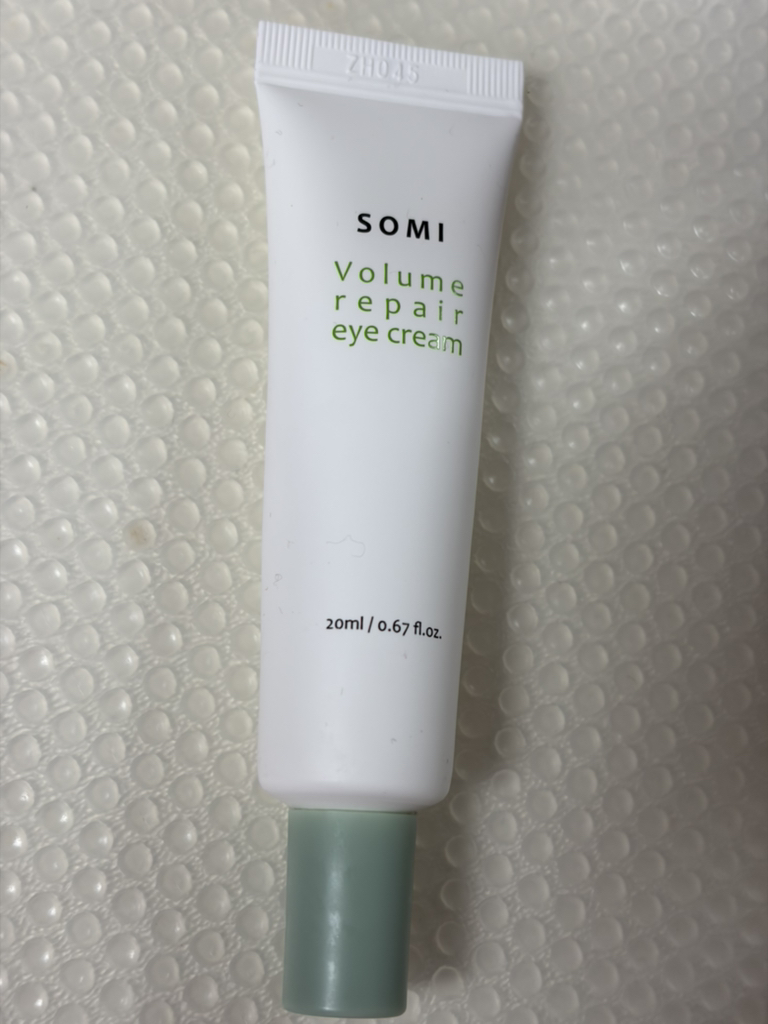 ZH045
SOMI
Volume
repair
eye cream
20ml / 0.67 fl.oz.